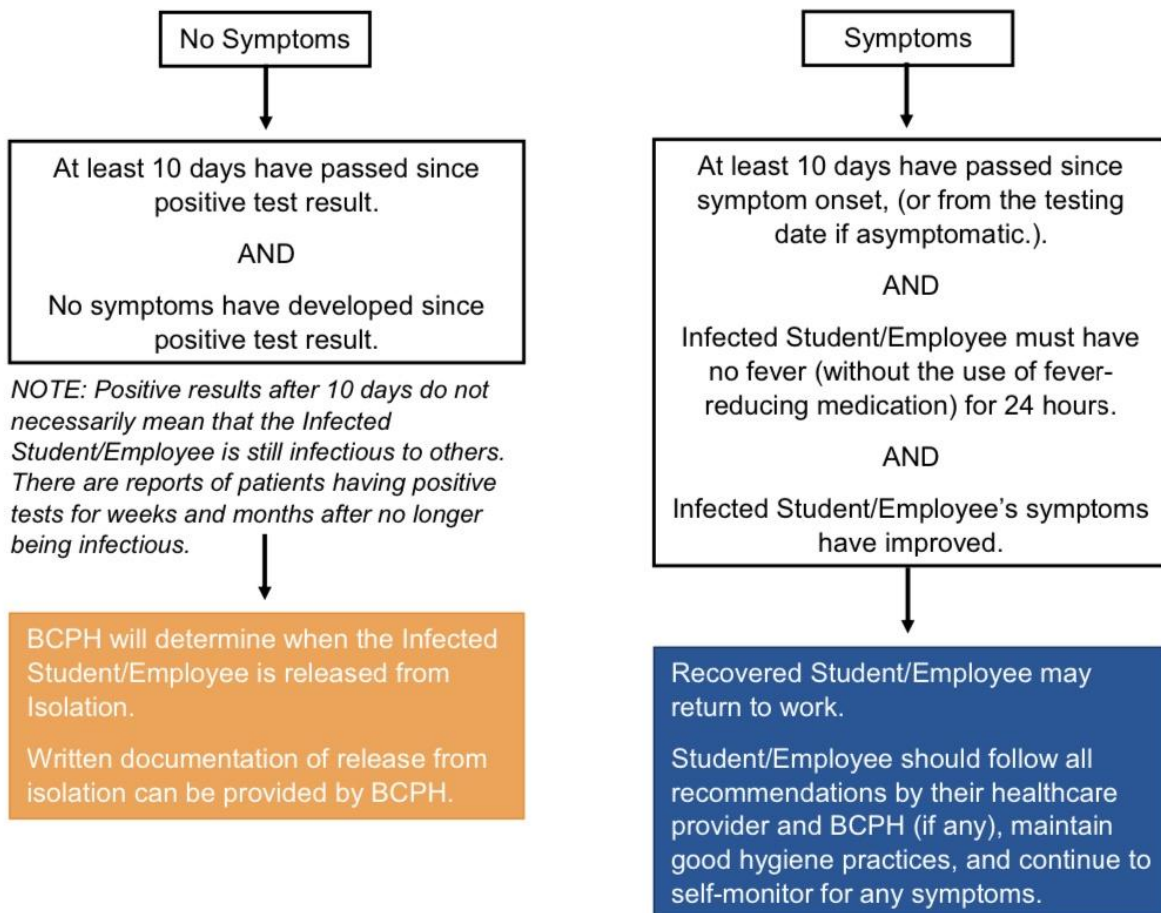 No Symptoms
At least 10 days have passed since
positive test result.
AND
No symptoms have developed since
positive test result.
NOTE: Positive results after 10 days do not
necessarily mean that the Infected
Student/Employee is still infectious to others.
There are reports of patients having positive
tests for weeks and months after no longer
being infectious.
BCPH will determine when the Infected
Student/Employee is released from
Isolation.
Written documentation of release from
isolation can be provided by BCPH.
Symptoms
At least 10 days have passed since
symptom onset, (or from the testing
date if asymptomatic.).
AND
Infected Student/Employee must have
no fever (without the use of fever-
reducing medication) for 24 hours.
AND
Infected Student/Employee’s symptoms
have improved.
Recovered Student/Employee may
return to work.
Student/Employee should follow all
recommendations by their healthcare
provider and BCPH (if any), maintain
good hygiene practices, and continue to
self-monitor for any symptoms.